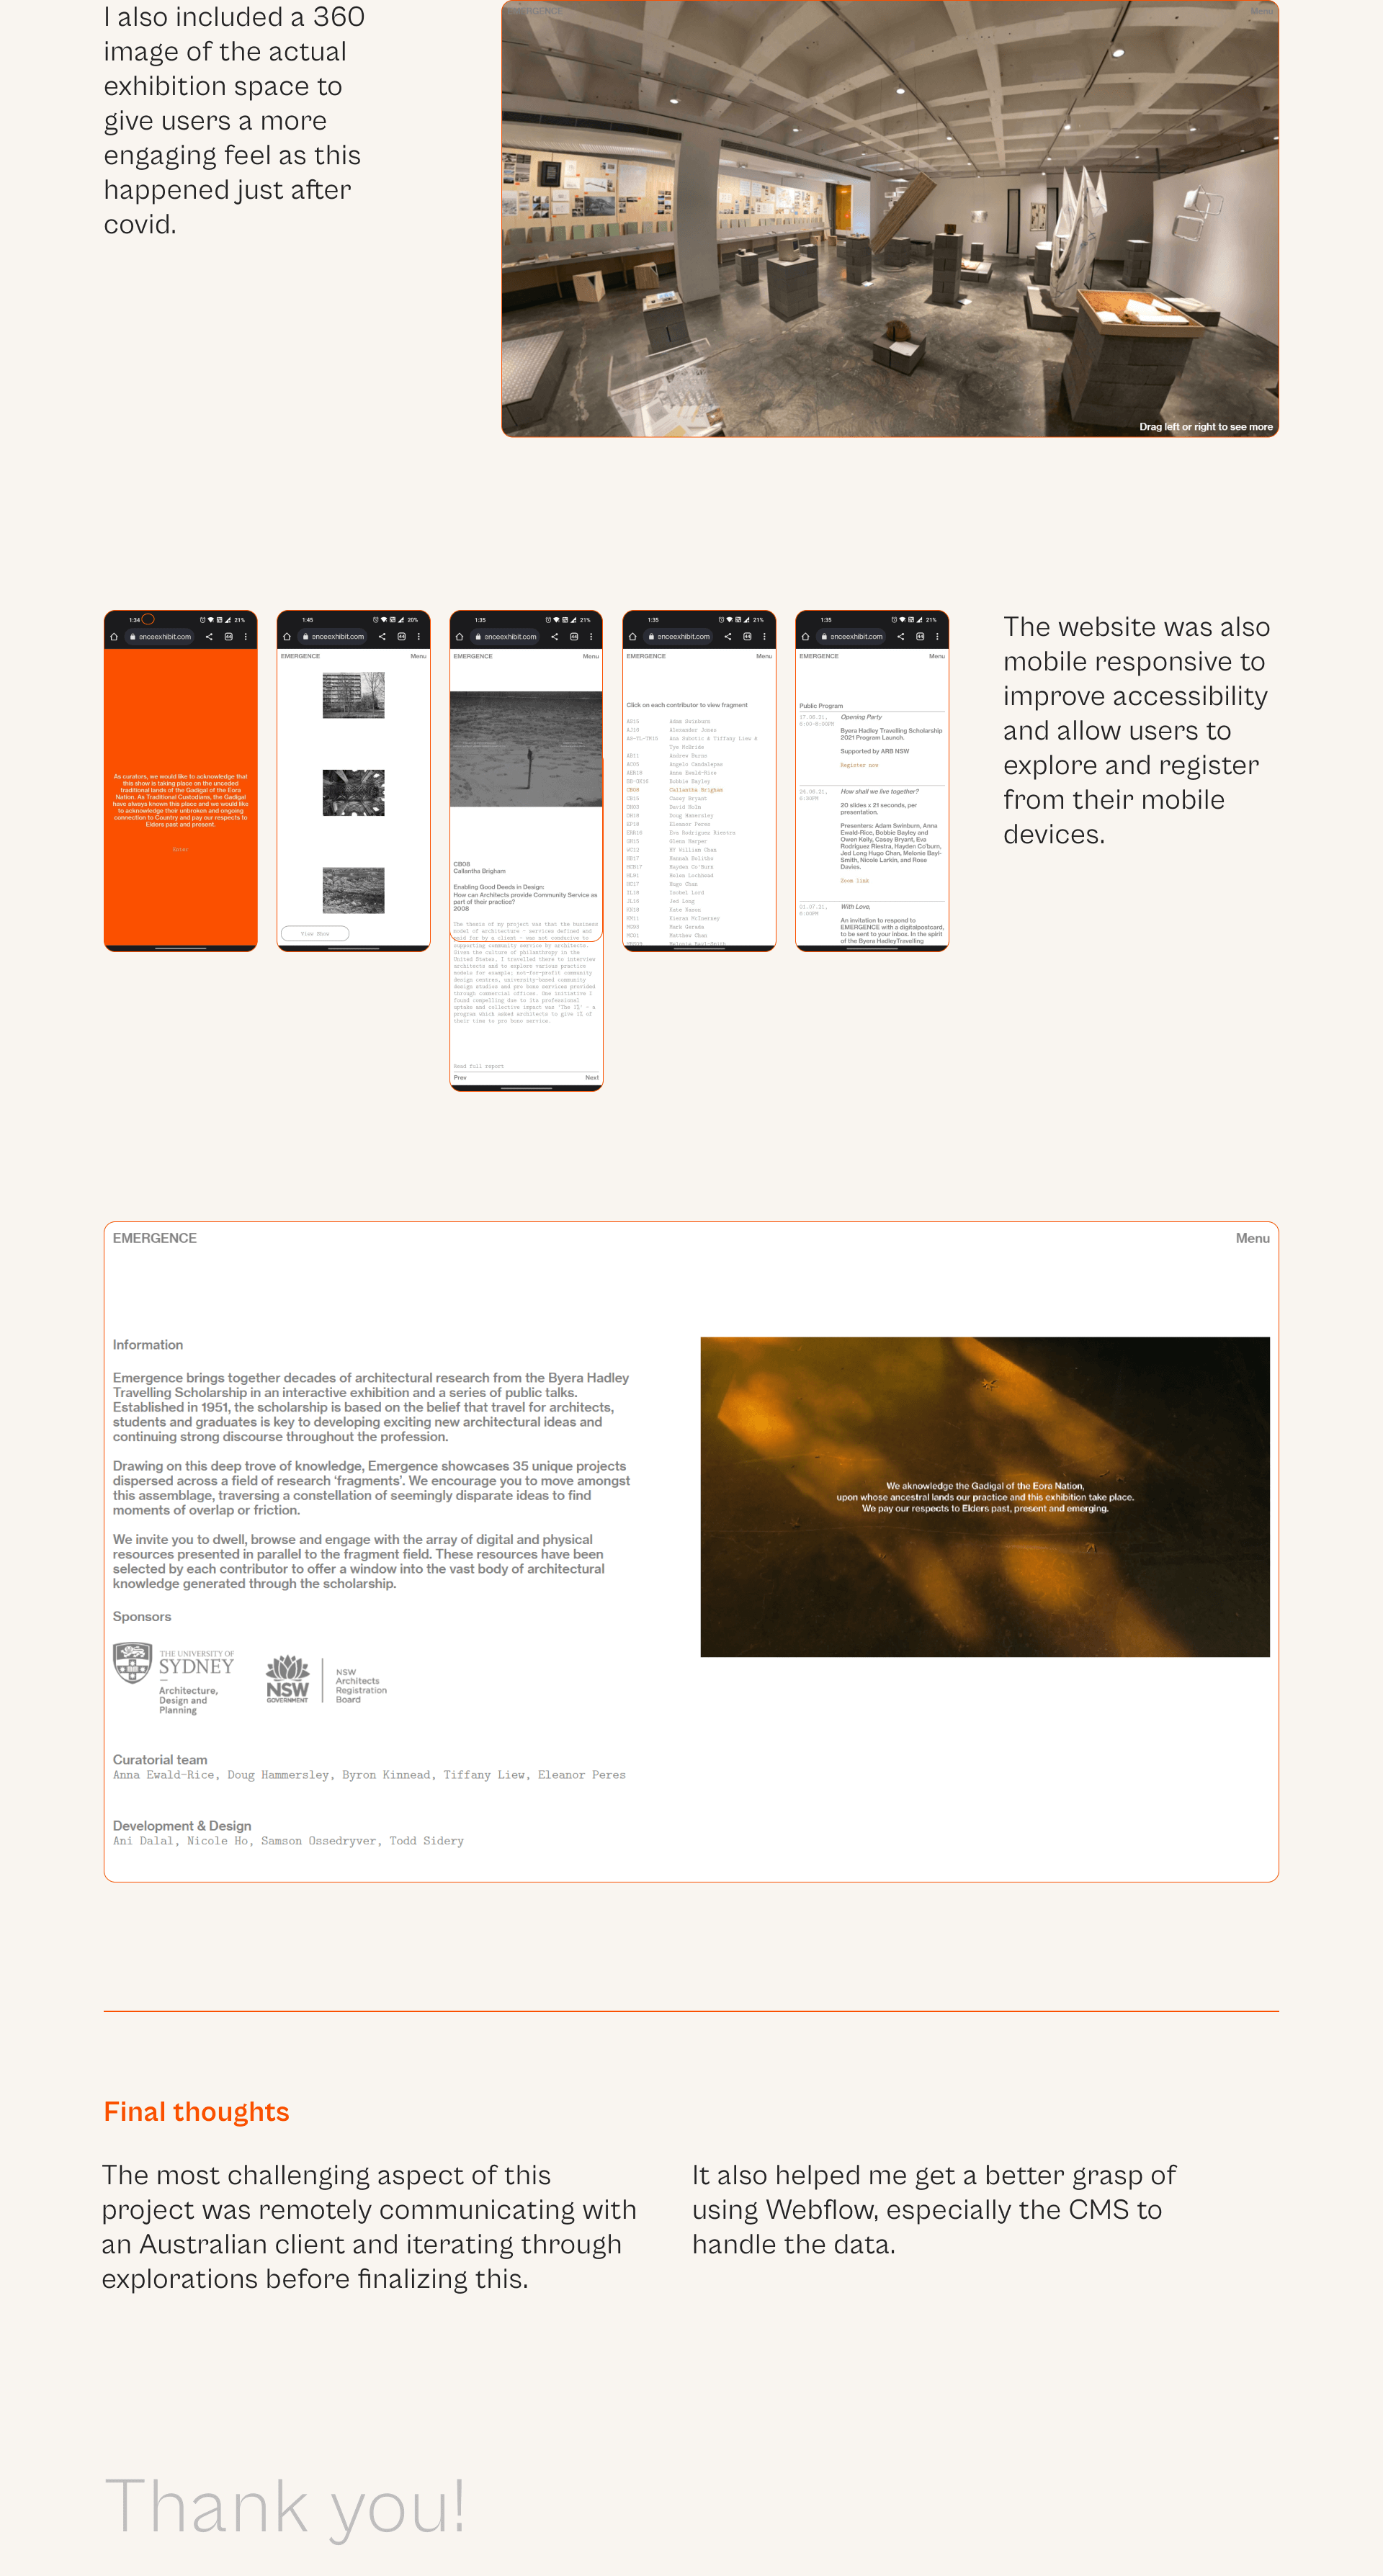 I also included a 360
image of the actual
exhibition space to
give users a more
engaging feel as this
happened just after
covid.
EMERGENCE
Menu
Drag left or right to see more
1:34
21%
enceexhibit.com
As curators, we would like to acknowledge that
this show is taking place on the unceded
traditional lands of the Gadigal of the Eora
Nation. As Traditional Custodians, the Gadigal
have always known this place and we would like
to acknowledge their unbroken and ongoing
connection to Country and pay our respects to
Elders past and present.
Enter
1:45
20%
enceexhibit.com
EMERGENCE
Menu
View Show
1:35
21%
enceexhibit.com
EMERGENCE
Menu
CB08
Callantha Brigham
Enabling Good Deeds in Design:
How can Architects provide Community Service as
part of their practice?
2008
The thesis of my project was that the business
model of architecture - services defined and
paid for by a client - was not conducive to
supporting community service by architects.
Given the culture of philanthropy in the
United States, I travelled there to interview
architects and to explore various practice
models for example; not-for-profit community
design centres, university-based community
design studios and pro bono services provided
through commercial offices. One initiative I
found compelling due to its professional
uptake and collective impact was 'The 1%' - a
program which asked architects to give 1% of
their time to pro bono service.
Read full report
Prev
Next
1:35
21%
enceexhibit.com
EMERGENCE
Menu
Click on each contributor to view fragment
AS15 Adam Swinburn
AJ18 Alexander Jones
AS-TL-TM19 Ana Subotic & Tiffany Liew &
Tye McBride
AB11 Andrew Burns
AC05 Angelo Candalepas
AER16 Anna Ewald-Rice
Bobbie Bayley
CB08 Callantha Brigham
CB15 Casey Bryant
David Holm
DH18 Doug Hammersley
EP18 Eleanor Peres
ERR16 Eva Rodriguez Riestra
Glenn Harper
WC12 HY William Chan
HB17 Hannah Bolitho
HCB17 Hayden Co'Burn
HL91 Helen Lochhead
HC17 Hugo Chan
IL18 Isobel Lord
JL10 Jed Long
Kate Rason
KM11 Kieran McInerney
Mark Gerada
MC01 Matthew Chan
Melonie Bayl-Smith
1:35
21%
enceexhibit.com
EMERGENCE
Menu
Public Program
17.06.21,
6:00-8:00PM
Opening Party
Byera Hadley Travelling Scholarship
2021 Program Launch.
Supported by ARB NSW
Register now
24.06.21,
6:30PM
How shall we live together?
20 slides x 21 seconds, per
presentation.
Presenters: Adam Swinburn, Anna
Ewald-Rice, Bobbie Bayley and
Owen Kelly, Casey Bryant, Eva
Rodriguez Riestra, Hayden Co'burn,
Jed Long Hugo Chan, Melonie Bayl-
Smith, Nicole Larkin, and Rose
Davies.
Zoom link
01.07.21,
6:00PM
With Love,
An invitation to respond to
EMERGENCE with a digitalpostcard,
to be sent to your inbox. In the spirit
of the Byera HadleyTravelling
The website was also
mobile responsive to
improve accessibility
and allow users to
explore and register
from their mobile
devices.
EMERGENCE
Menu
Information
Emergence brings together decades of architectural research from the Byera Hadley
Travelling Scholarship in an interactive exhibition and a series of public talks.
Established in 1951, the scholarship is based on the belief that travel for architects,
students and graduates is key to developing exciting new architectural ideas and
continuing strong discourse throughout the profession.
Drawing on this deep trove of knowledge, Emergence showcases 35 unique projects
dispersed across a field of research ‘fragments’. We encourage you to move amongst
this assemblage, traversing a constellation of seemingly disparate ideas to find
moments of overlap or friction.
We invite you to dwell, browse and engage with the array of digital and physical
resources presented in parallel to the fragment field. These resources have been
selected by each contributor to offer a window into the vast body of architectural
knowledge generated through the scholarship.
We aknowledge the Gadigal of the Eora Nation,
upon whose ancestral lands our practice and this exhibition take place.
We pay our respects to Elders past, present and emerging.
Sponsors
THE UNIVERSITY OF
SYDNEY
Architecture,
Design and
Planning
NSW
GOVERNMENT
NSW
Architects
Registration
Board
Curatorial team
Anna Ewald-Rice, Doug Hammersley, Byron Kinnead, Tiffany Liew, Eleanor Peres
Development & Design
Ani Dalal, Nicole Ho, Samson Ossedryver, Todd Sidery
Final thoughts
The most challenging aspect of this
project was remotely communicating with
an Australian client and iterating through
explorations before finalizing this.
It also helped me get a better grasp of
using Webflow, especially the CMS to
handle the data.
Thank you!